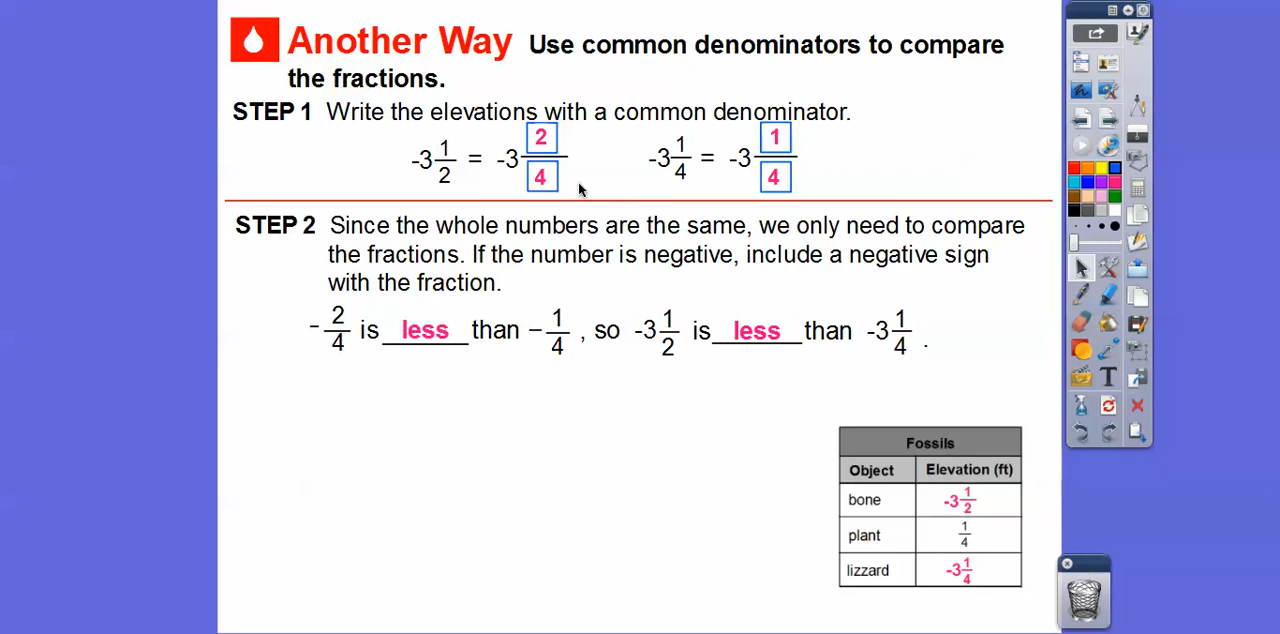 Another Way Use common denominators to compare
the fractions.
STEP 1 Write the elevations with a common denominator.
-3 1/2 = -3 2/4 -3 1/4 = -3 1/4
STEP 2 Since the whole numbers are the same, we only need to compare
the fractions. If the number is negative, include a negative sign
with the fraction.
-2/4 is less than -1/4, so -3 1/2 is less than -3 1/4.
Fossils
Object Elevation (ft)
bone -3 1/2
plant 1/4
lizzard -3 1/4
T